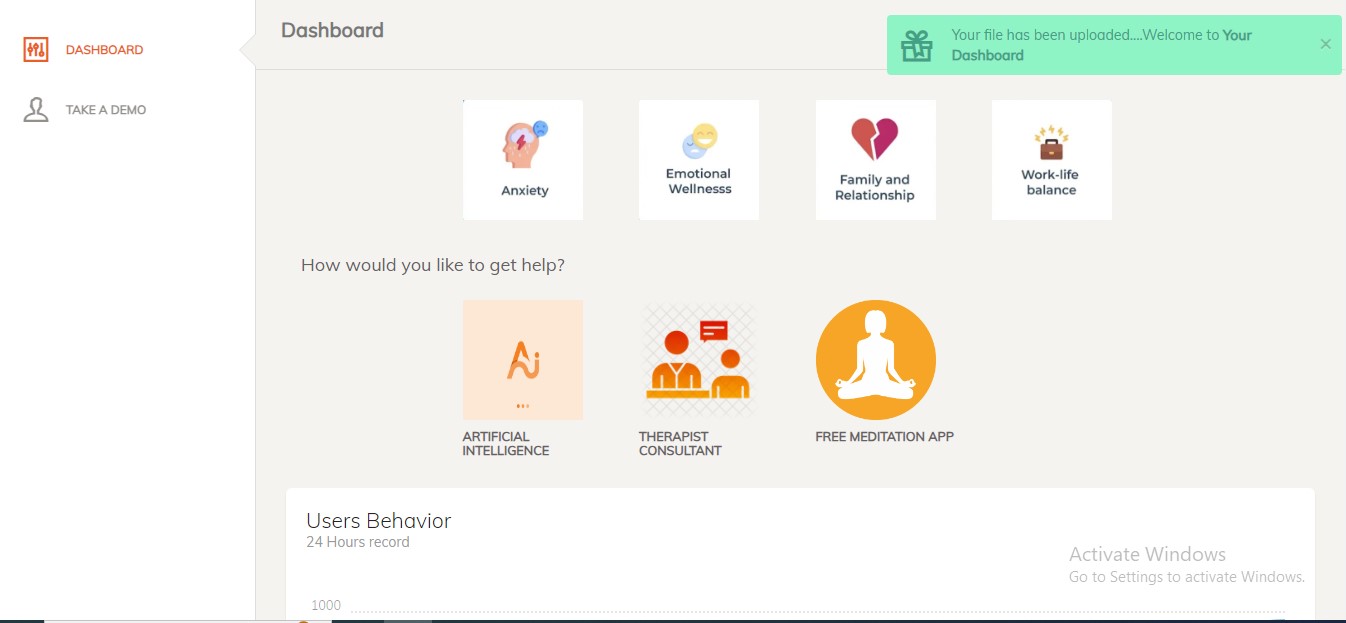 DASHBOARD
TAKE A DEMO
Dashboard
Your file has been uploaded....Welcome to Your
Dashboard
×
Anxiety
Emotional
Wellnesss
Family and
Relationship
Work-life
balance
How would you like to get help?
Ai
ARTIFICIAL
INTELLIGENCE
THERAPIST
CONSULTANT
FREE MEDITATION APP
Users Behavior
24 Hours record
1000
Activate Windows
Go to Settings to activate Windows.